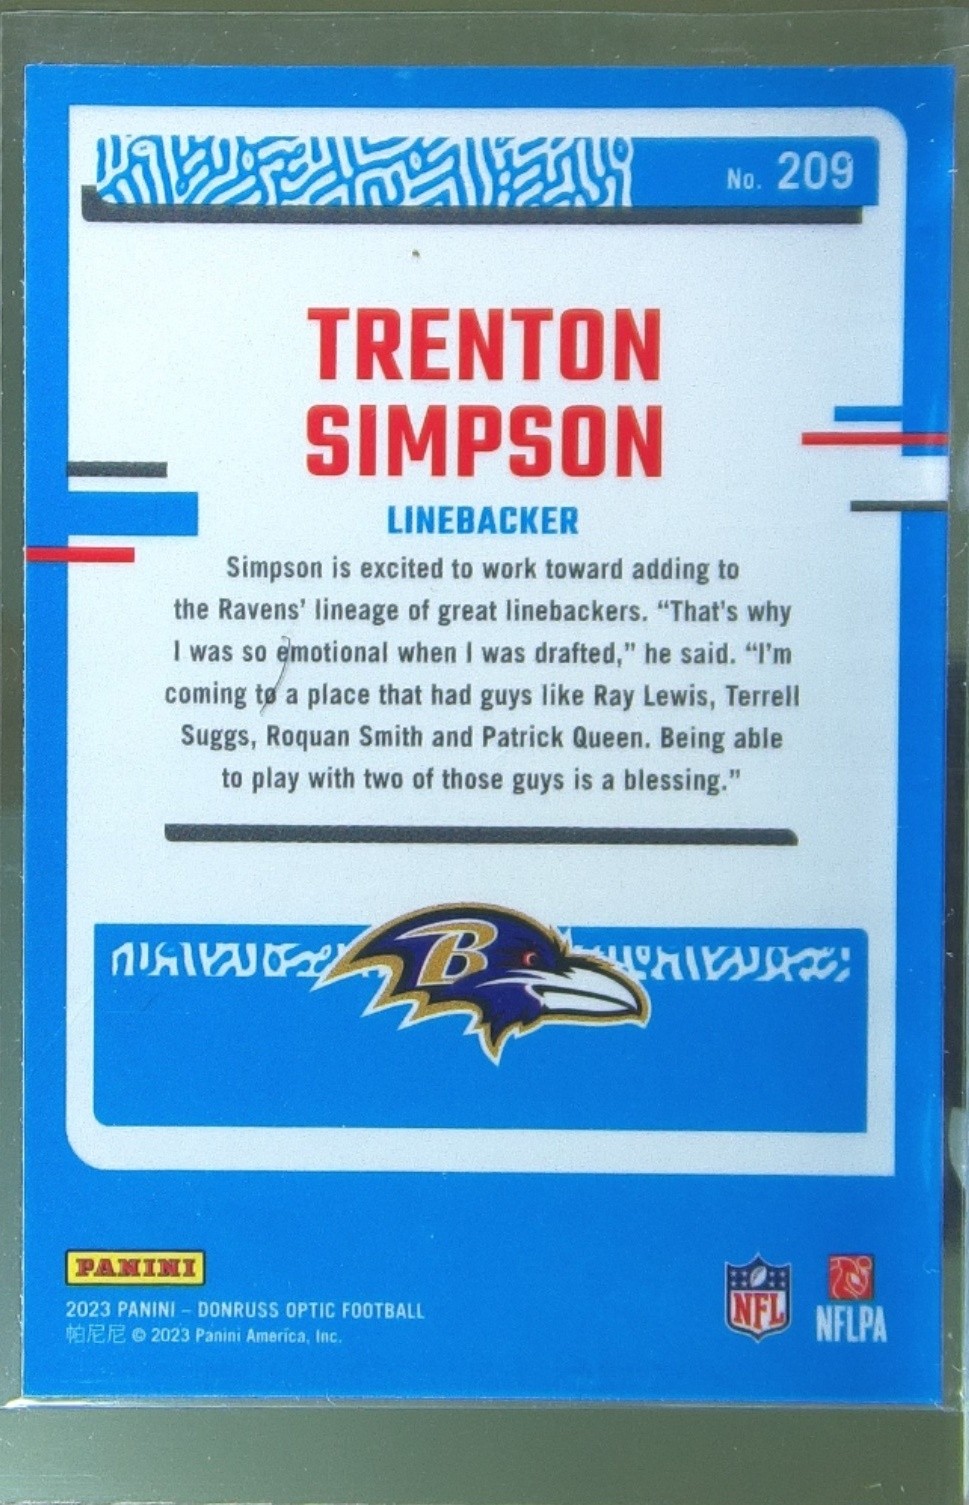 No. 209
TRENTON
SIMPSON
LINEBACKER
Simpson is excited to work toward adding to
the Ravens’ lineage of great linebackers. “That's why
I was so emotional when I was drafted,” he said. “I’m
coming to a place that had guys like Ray Lewis, Terrell
Suggs, Roquan Smith and Patrick Queen. Being able
to play with two of those guys is a blessing.”
B
PANINI
2023 PANINI – DONRUSS OPTIC FOOTBALL
帕尼尼 © 2023 Panini America, Inc.
NFL
NFLPA